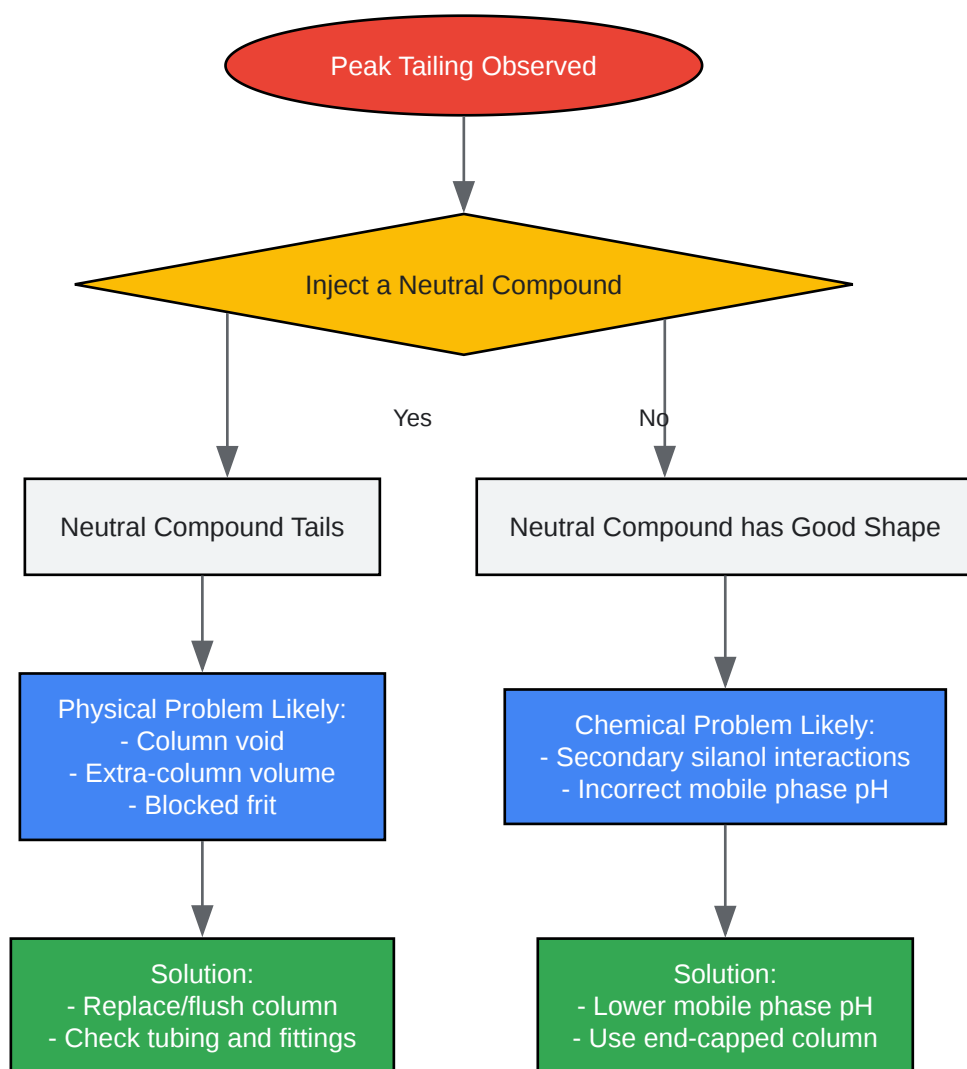 Peak Tailing Observed
Inject a Neutral Compound
Yes
No
Neutral Compound Tails
Neutral Compound has Good Shape
Physical Problem Likely:
- Column void
- Extra-column volume
- Blocked frit
Chemical Problem Likely:
- Secondary silanol interactions
- Incorrect mobile phase pH
Solution:
- Replace/flush column
- Check tubing and fittings
Solution:
- Lower mobile phase pH
- Use end-capped column